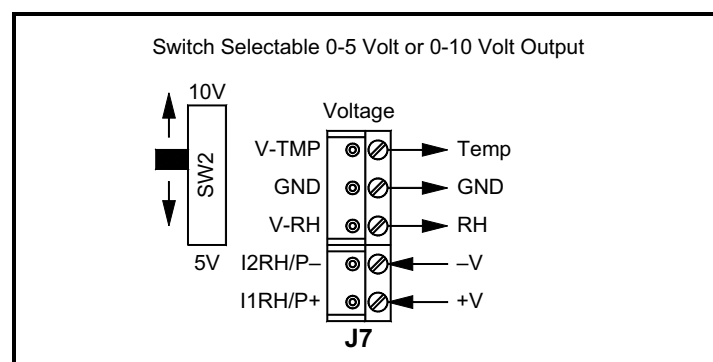 Switch Selectable 0-5 Volt or 0-10 Volt Output
10V
SW2
5V
Voltage
V-TMP Temp
GND GND
V-RH RH
I2RH/P– –V
I1RH/P+ +V
J7